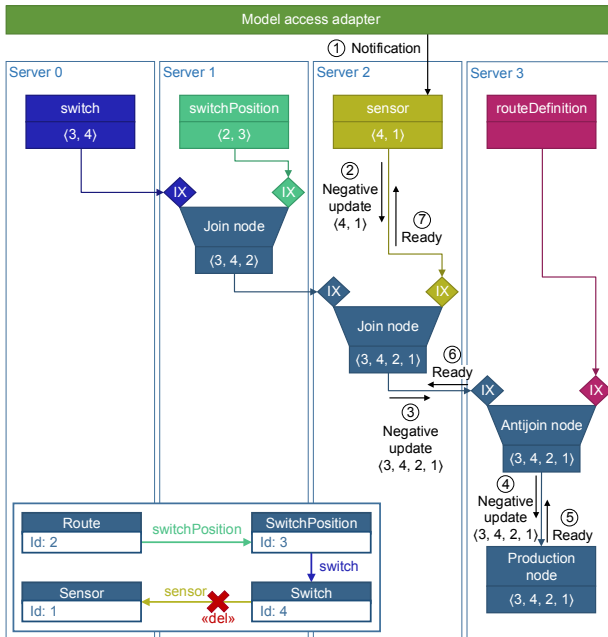 Model access adapter
① Notification
Server 0
Server 1
Server 2
Server 3
switch
⟨3, 4⟩
switchPosition
⟨2, 3⟩
sensor
⟨4, 1⟩
routeDefinition
②
Negative
update
⟨4, 1⟩
⑦
Ready
IX
IX
Join node
⟨3, 4, 2⟩
IX
IX
Join node
⟨3, 4, 2, 1⟩
⑥
Ready
③
Negative
update
⟨3, 4, 2, 1⟩
IX
IX
Antijoin node
⟨3, 4, 2, 1⟩
④
Negative
update
⟨3, 4, 2, 1⟩
⑤
Ready
Production
node
⟨3, 4, 2, 1⟩
Route
Id: 2
switchPosition
SwitchPosition
Id: 3
switch
Sensor
Id: 1
sensor
«del»
Switch
Id: 4